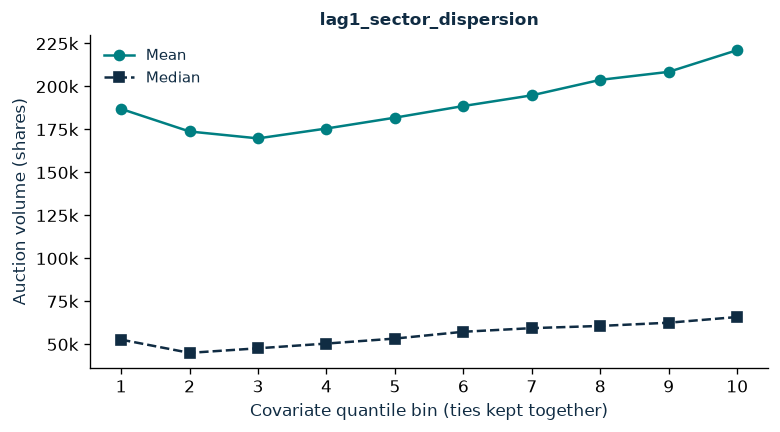 lag1_sector_dispersion
Mean
Median
Auction volume (shares)
225k
200k
175k
150k
125k
100k
75k
50k
1 2 3 4 5 6 7 8 9 10
Covariate quantile bin (ties kept together)